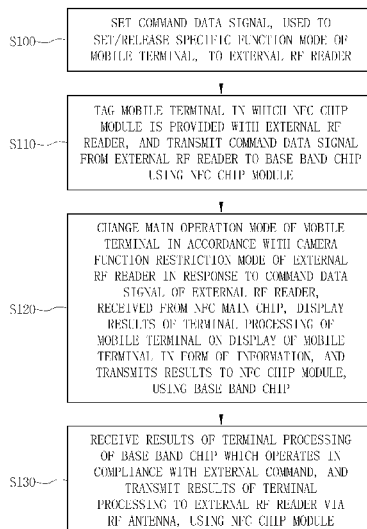 S100
SET COMMAND DATA SIGNAL, USED TO
SET/RELEASE SPECIFIC FUNCTION MODE OF
MOBILE TERMINAL, TO EXTERNAL RF READER
S110
TAG MOBILE TERMINAL IN WHICH NFC CHIP
MODULE IS PROVIDED WITH EXTERNAL RF
READER, AND TRANSMIT COMMAND DATA SIGNAL
FROM EXTERNAL RF READER TO BASE BAND CHIP
USING NFC CHIP MODULE
S120
CHANGE MAIN OPERATION MODE OF MOBILE
TERMINAL IN ACCORDANCE WITH CAMERA
FUNCTION RESTRICTION MODE OF EXTERNAL
RF READER IN RESPONSE TO COMMAND DATA
SIGNAL OF EXTERNAL RF READER,
RECEIVED FROM NFC MAIN CHIP, DISPLAY
RESULTS OF TERMINAL PROCESSING OF
MOBILE TERMINAL ON DISPLAY OF MOBILE
TERMINAL IN FORM OF INFORMATION, AND
TRANSMITS RESULTS TO NFC CHIP MODULE,
USING BASE BAND CHIP
S130
RECEIVE RESULTS OF TERMINAL PROCESSING
OF BASE BAND CHIP WHICH OPERATES IN
COMPLIANCE WITH EXTERNAL COMMAND, AND
TRANSMIT RESULTS OF TERMINAL
PROCESSING TO EXTERNAL RF READER VIA
RF ANTENNA, USING NFC CHIP MODULE